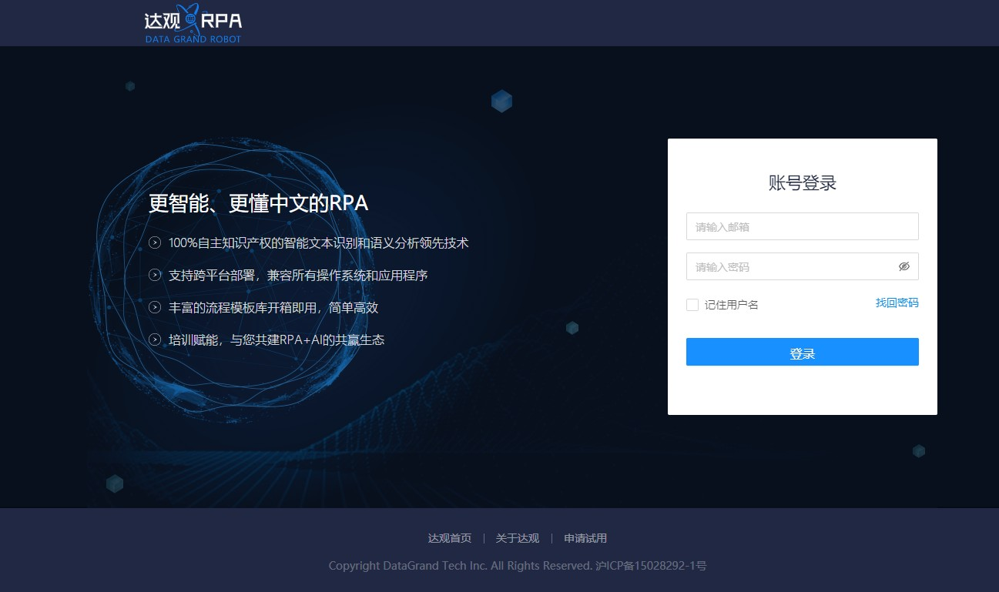 达观 RPA
DATA GRAND ROBOT
更智能、更懂中文的RPA
100%自主知识产权的智能文本识别和语义分析领先技术
支持跨平台部署，兼容所有操作系统和应用程序
丰富的流程模板库开箱即用，简单高效
培训赋能，与您共建RPA+AI的共赢生态
账号登录
请输入邮箱
请输入密码
记住用户名 找回密码
登录
达观首页 | 关于达观 | 申请试用
Copyright DataGrand Tech Inc. All Rights Reserved. 沪ICP备15028292-1号